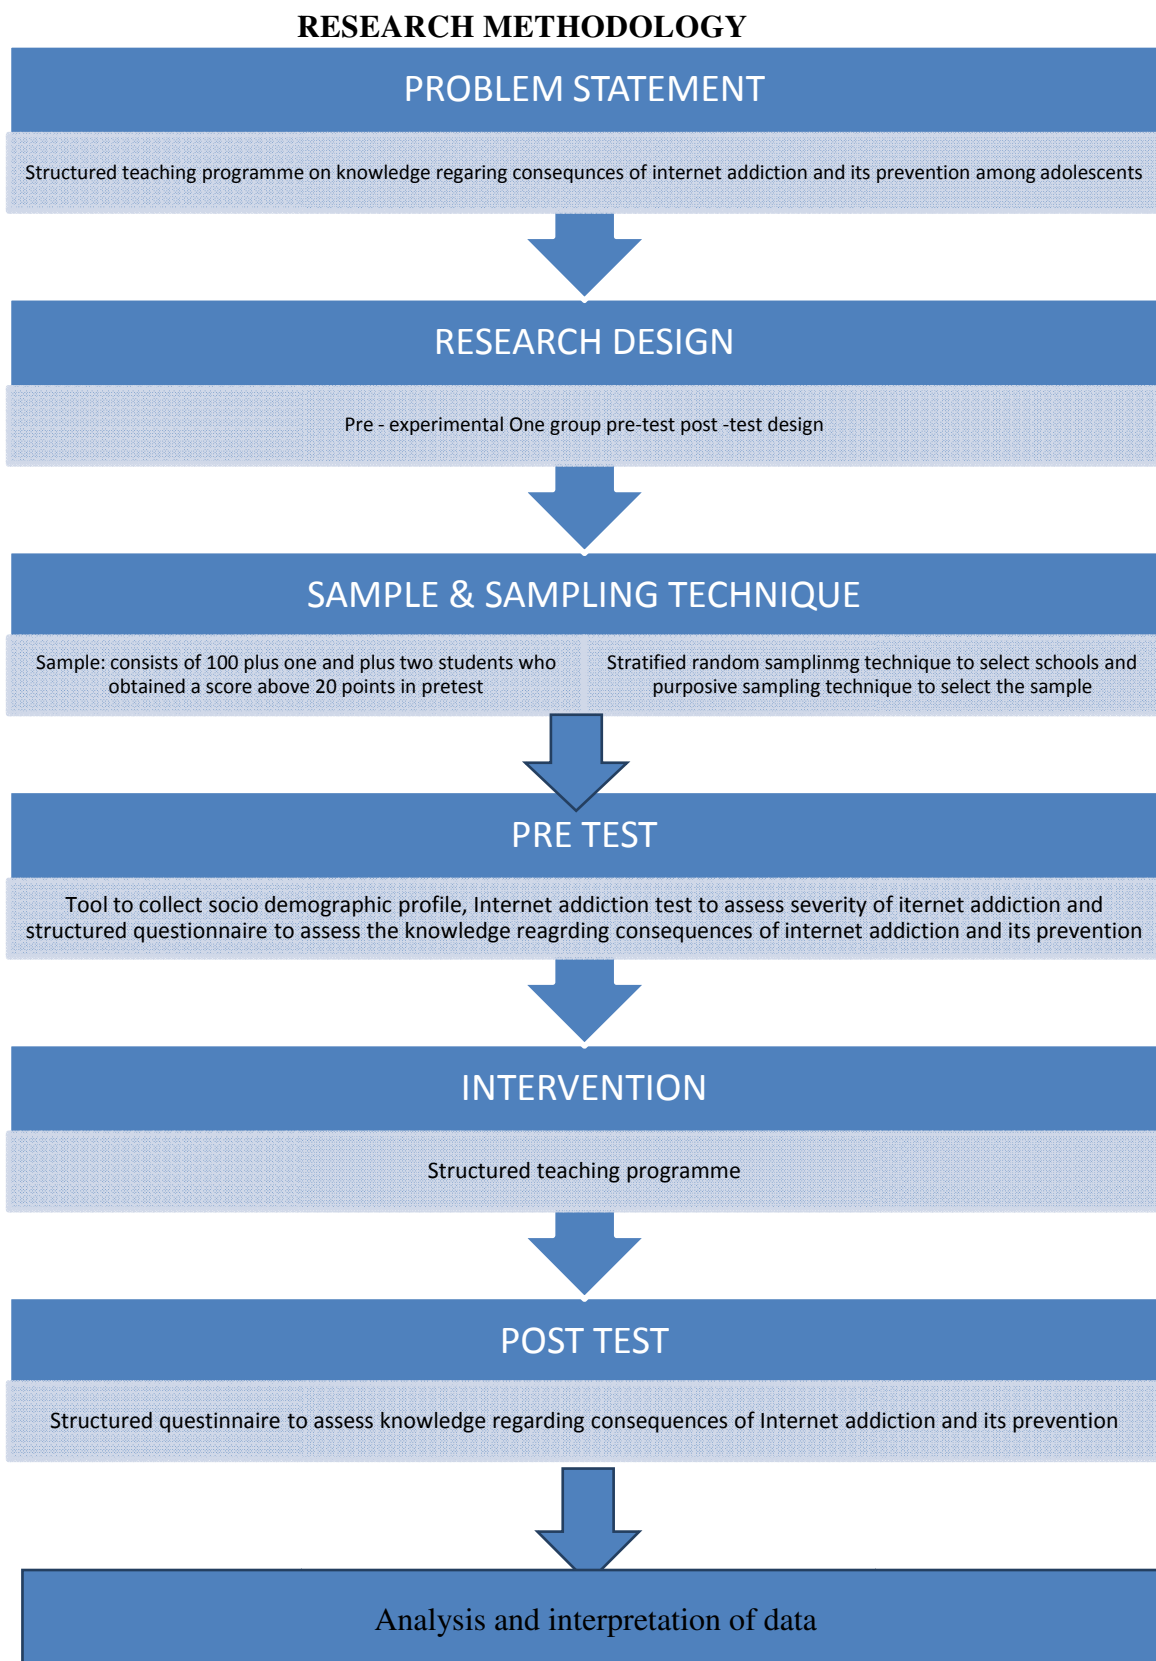 RESEARCH METHODOLOGY
PROBLEM STATEMENT
Structured teaching programme on knowledge regaring consequnces of internet addiction and its prevention among adolescents
RESEARCH DESIGN
Pre - experimental One group pre-test post -test design
SAMPLE & SAMPLING TECHNIQUE
Sample: consists of 100 plus one and plus two students who
obtained a score above 20 points in pretest
Stratified random samplinmg technique to select schools and
purposive sampling technique to select the sample
PRE TEST
Tool to collect socio demographic profile, Internet addiction test to assess severity of iternet addiction and
structured questionnaire to assess the knowledge reagrding consequences of internet addiction and its prevention
INTERVENTION
Structured teaching programme
POST TEST
Structured questinnaire to assess knowledge regarding consequences of Internet addiction and its prevention
Analysis and interpretation of data